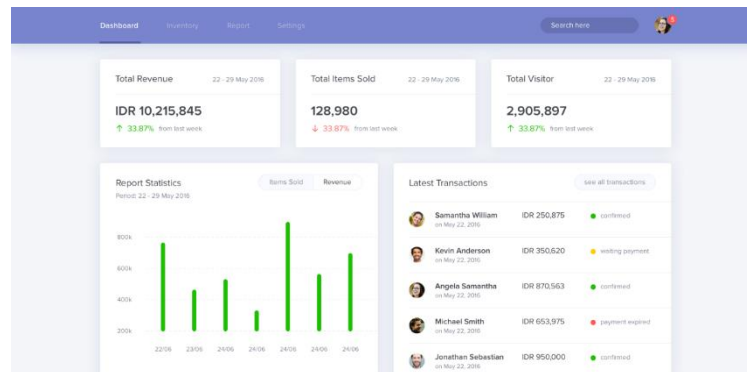 Dashboard Inventory Report Settings Search here
Total Revenue 22 - 29 May 2016
IDR 10,215,845
↑ 33.87% from last week
Total Items Sold 22 - 29 May 2016
128,980
↓ 33.87% from last week
Total Visitor 22 - 29 May 2016
2,905,897
↑ 33.87% from last week
Report Statistics Items Sold Revenue
Period: 22 - 29 May 2016
800k
600k
400k
200k
22/06 23/06 24/06 24/06 24/06 24/06 24/06
Latest Transactions see all transactions
Samantha William IDR 250,875 confirmed
on May 22, 2016
Kevin Anderson IDR 350,620 waiting payment
on May 22, 2016
Angela Samantha IDR 870,563 confirmed
on May 22, 2016
Michael Smith IDR 653,975 payment expired
on May 22, 2016
Jonathan Sebastian IDR 950,000 confirmed
on May 22, 2016